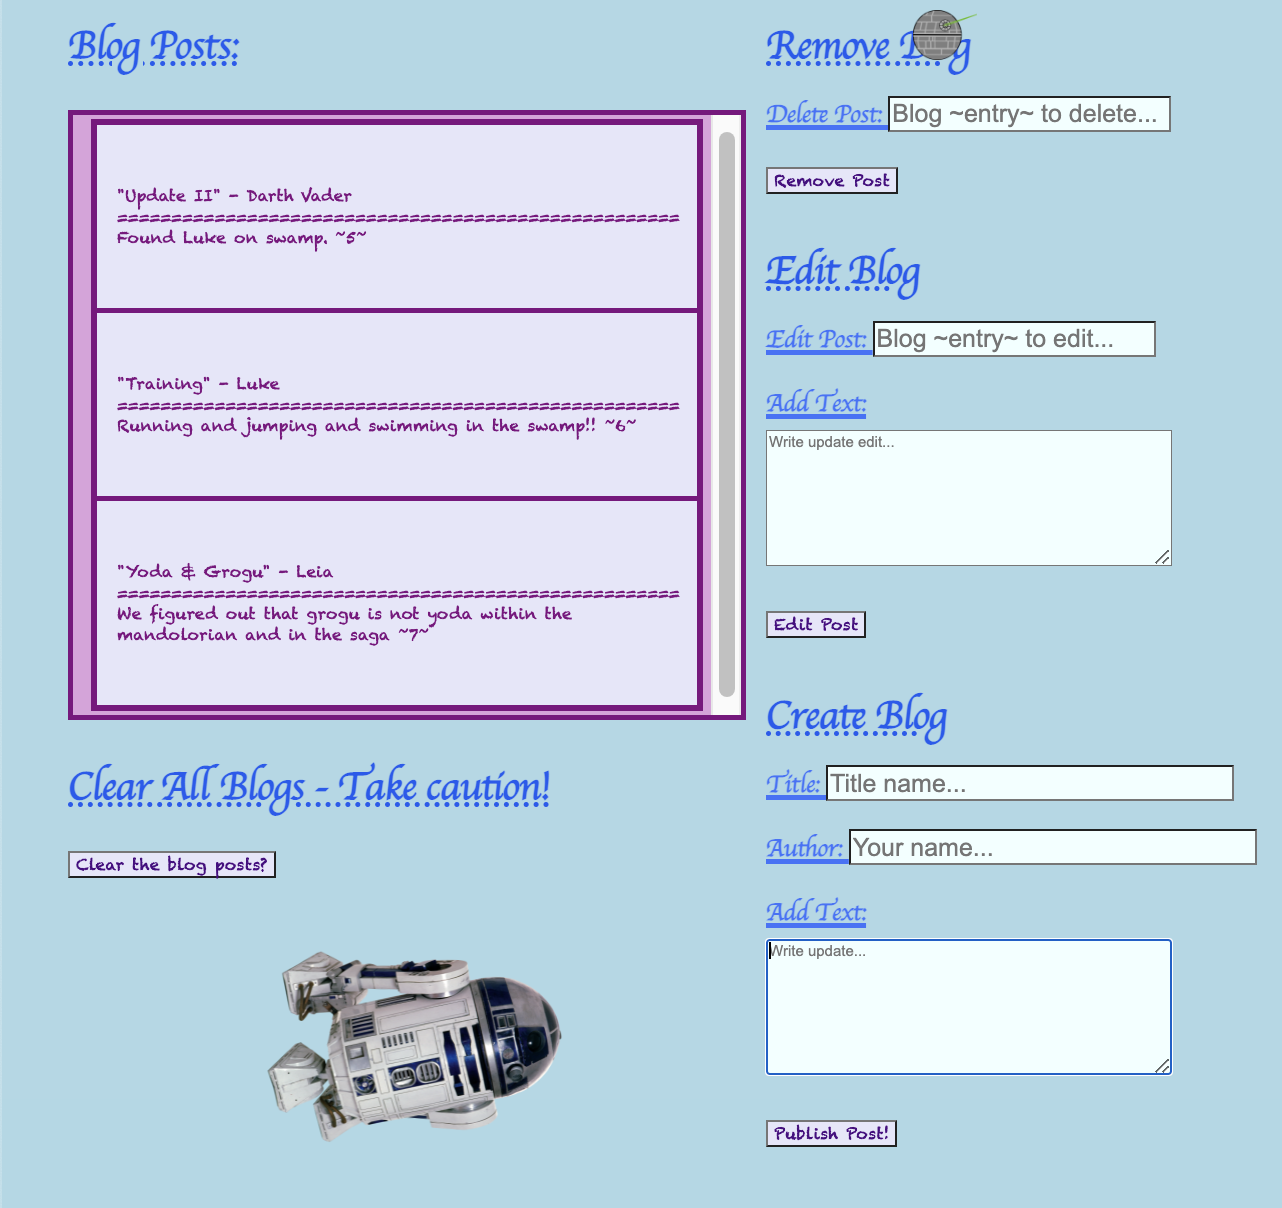 Blog Posts:
"Update II" - Darth Vader
====================================================
Found Luke on swamp. ~5~
"Training" - Luke
====================================================
Running and jumping and swimming in the swamp!! ~6~
"Yoda & Grogu" - Leia
====================================================
We figured out that grogu is not yoda within the
mandolorian and in the saga ~7~
Clear All Blogs - Take caution!
Clear the blog posts?
Remove Blog
Delete Post: Blog ~entry~ to delete...
Remove Post
Edit Blog
Edit Post: Blog ~entry~ to edit...
Add Text:
Write update edit...
Edit Post
Create Blog
Title: Title name...
Author: Your name...
Add Text:
Write update...
Publish Post!